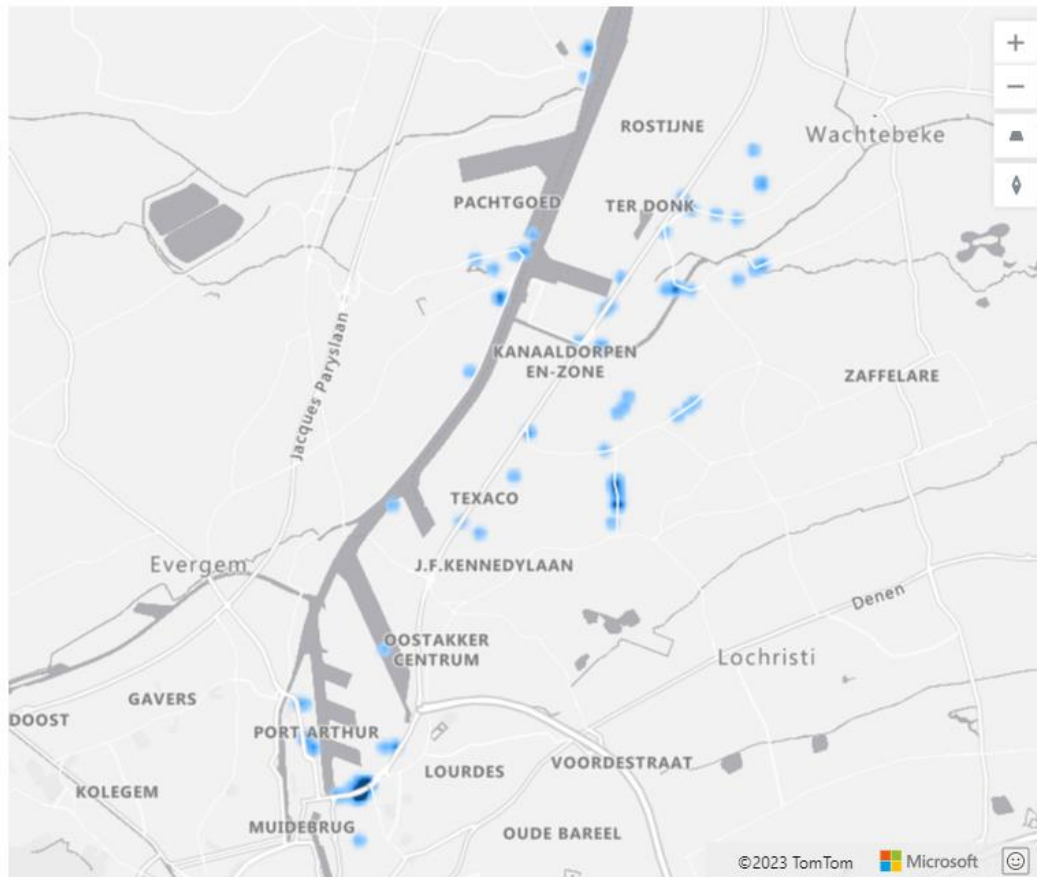 ROSTIJNE
Wachtebeke
PACHTGOED
TER DONK
KANAALDORPEN
EN-ZONE
ZAFFELARE
Jacques Paryslaan
TEXACO
Evergem
J.F.KENNEDYLAAN
Denen
OOSTAKKER
CENTRUM
Lochristi
GAVERS
DOOST
PORT ARTHUR
VOORDESTRAAT
LOURDES
KOLEGEM
MUIDEBRUG
OUDE BAREEL
©2023 TomTom Microsoft